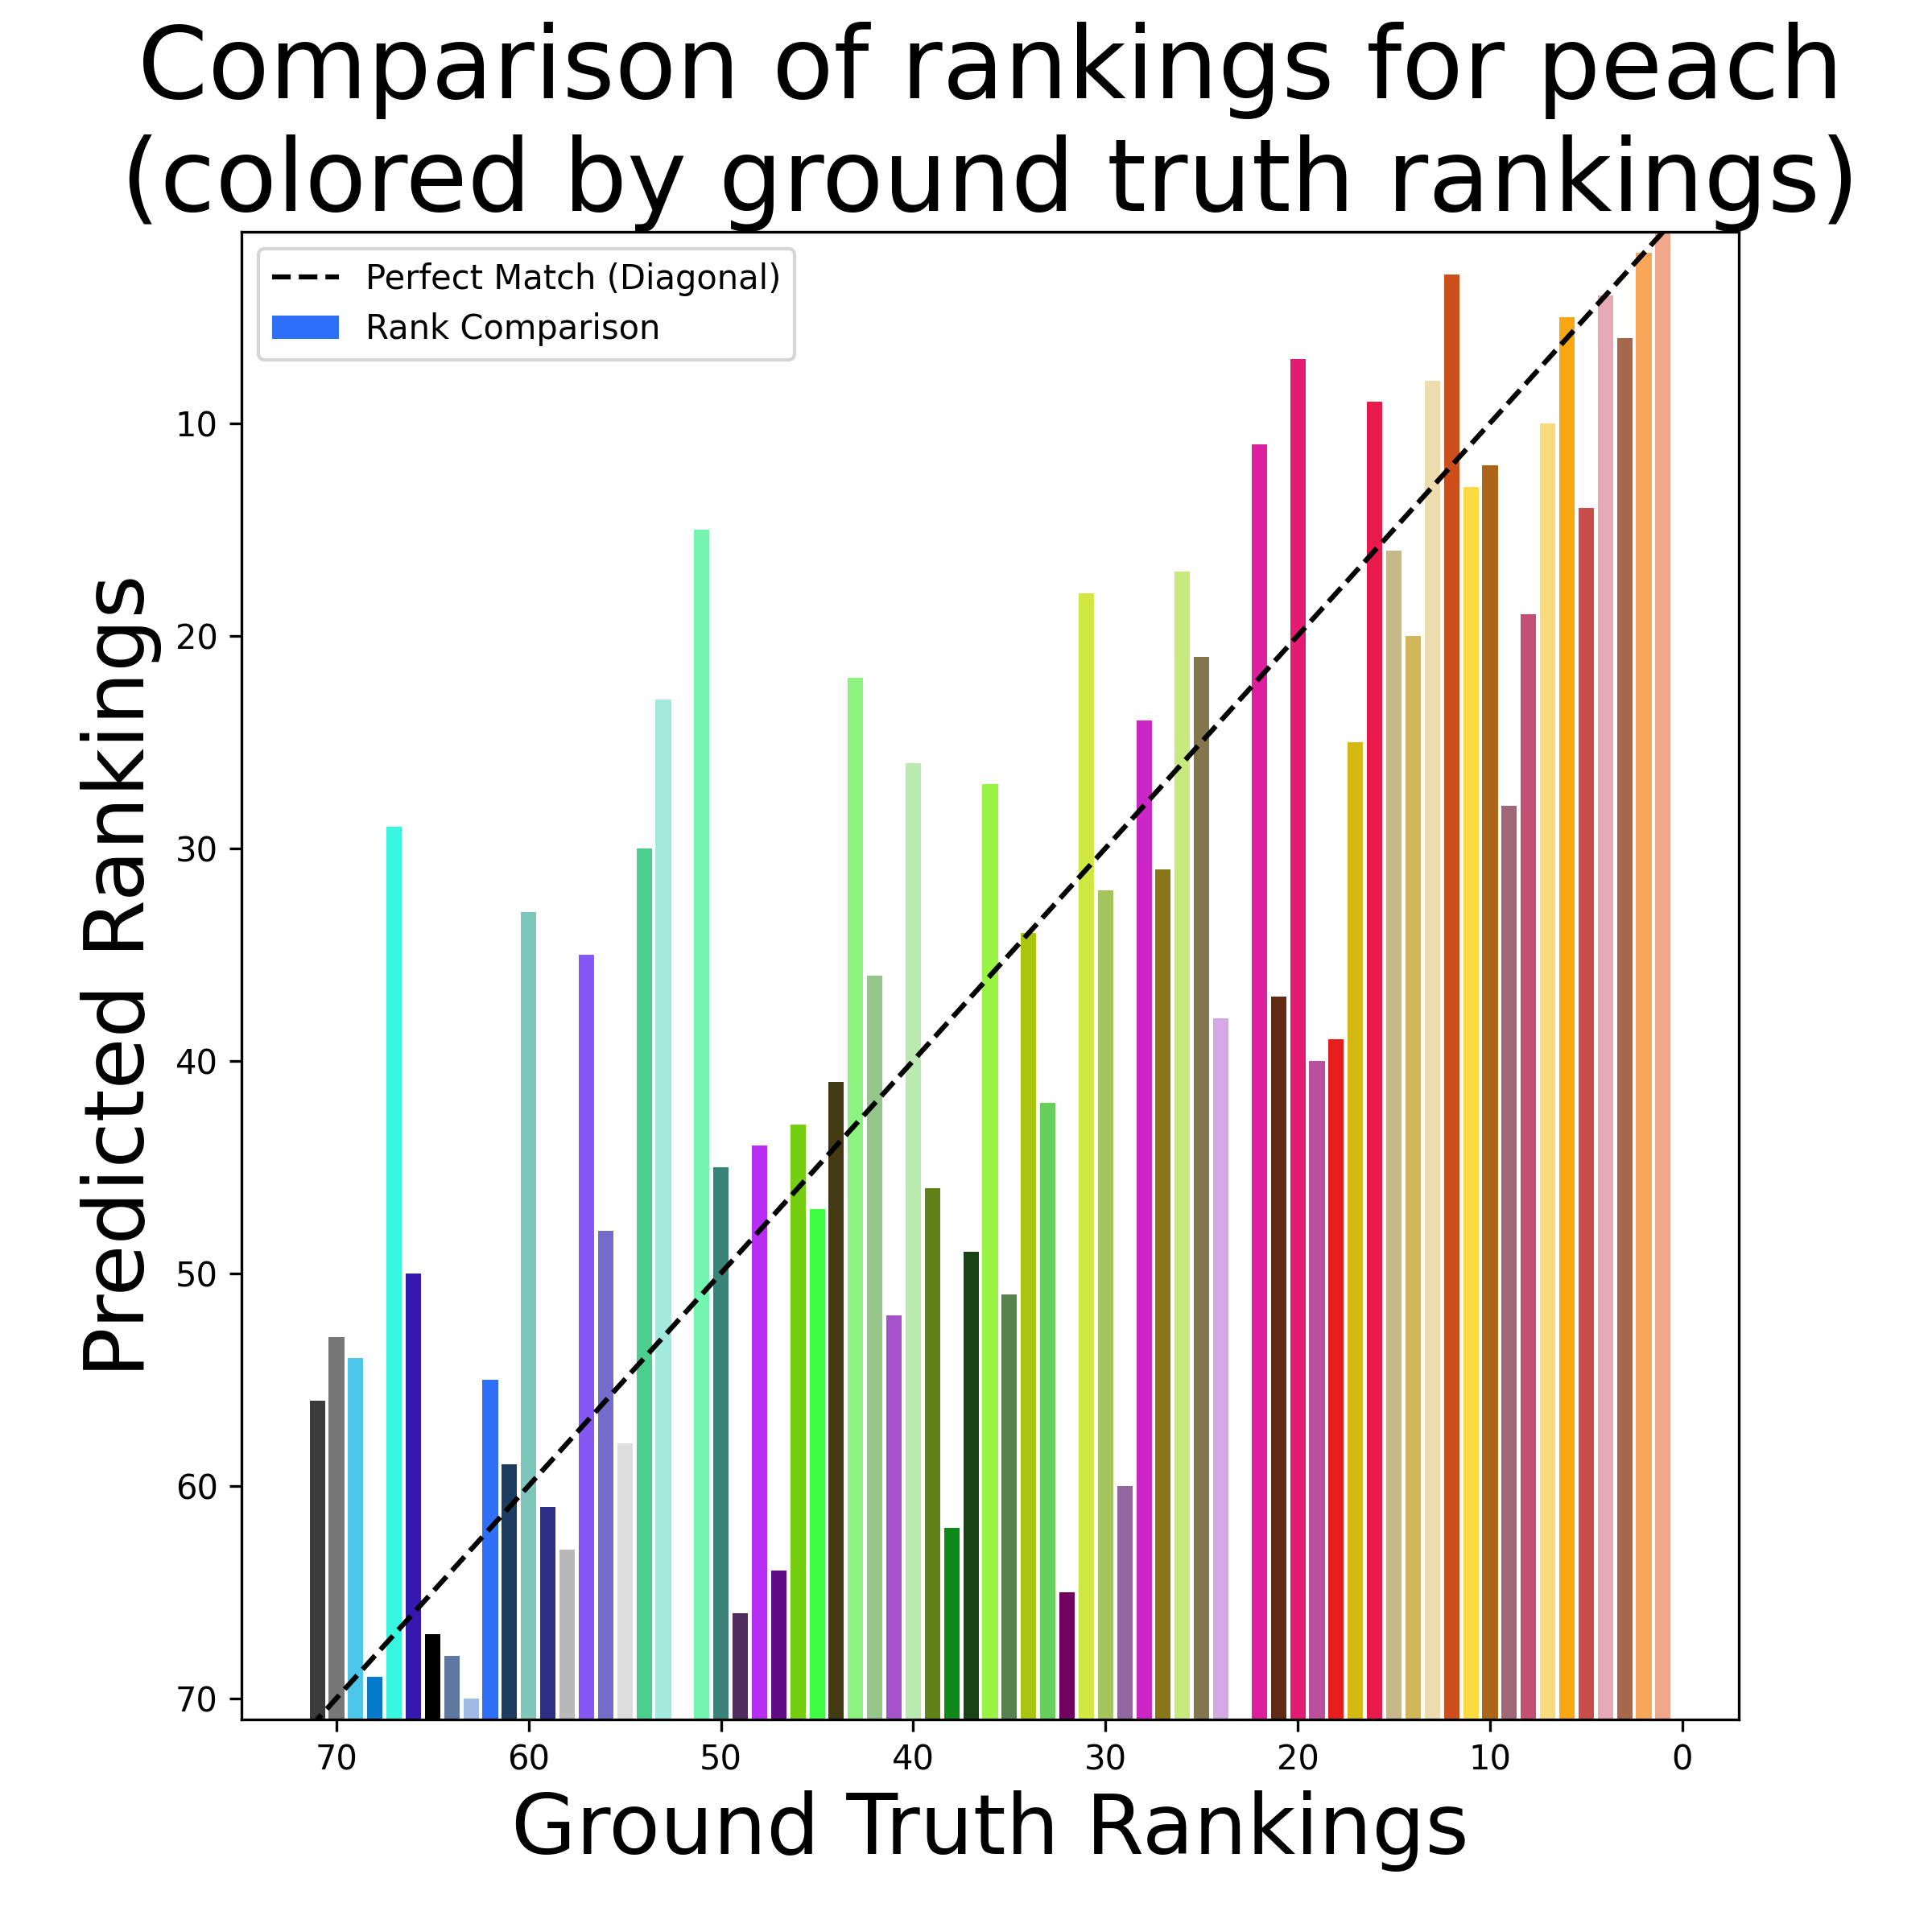 Comparison of rankings for peach
(colored by ground truth rankings)
Perfect Match (Diagonal)
Rank Comparison
Predicted Rankings
10
20
30
40
50
60
70
70 60 50 40 30 20 10 0
Ground Truth Rankings